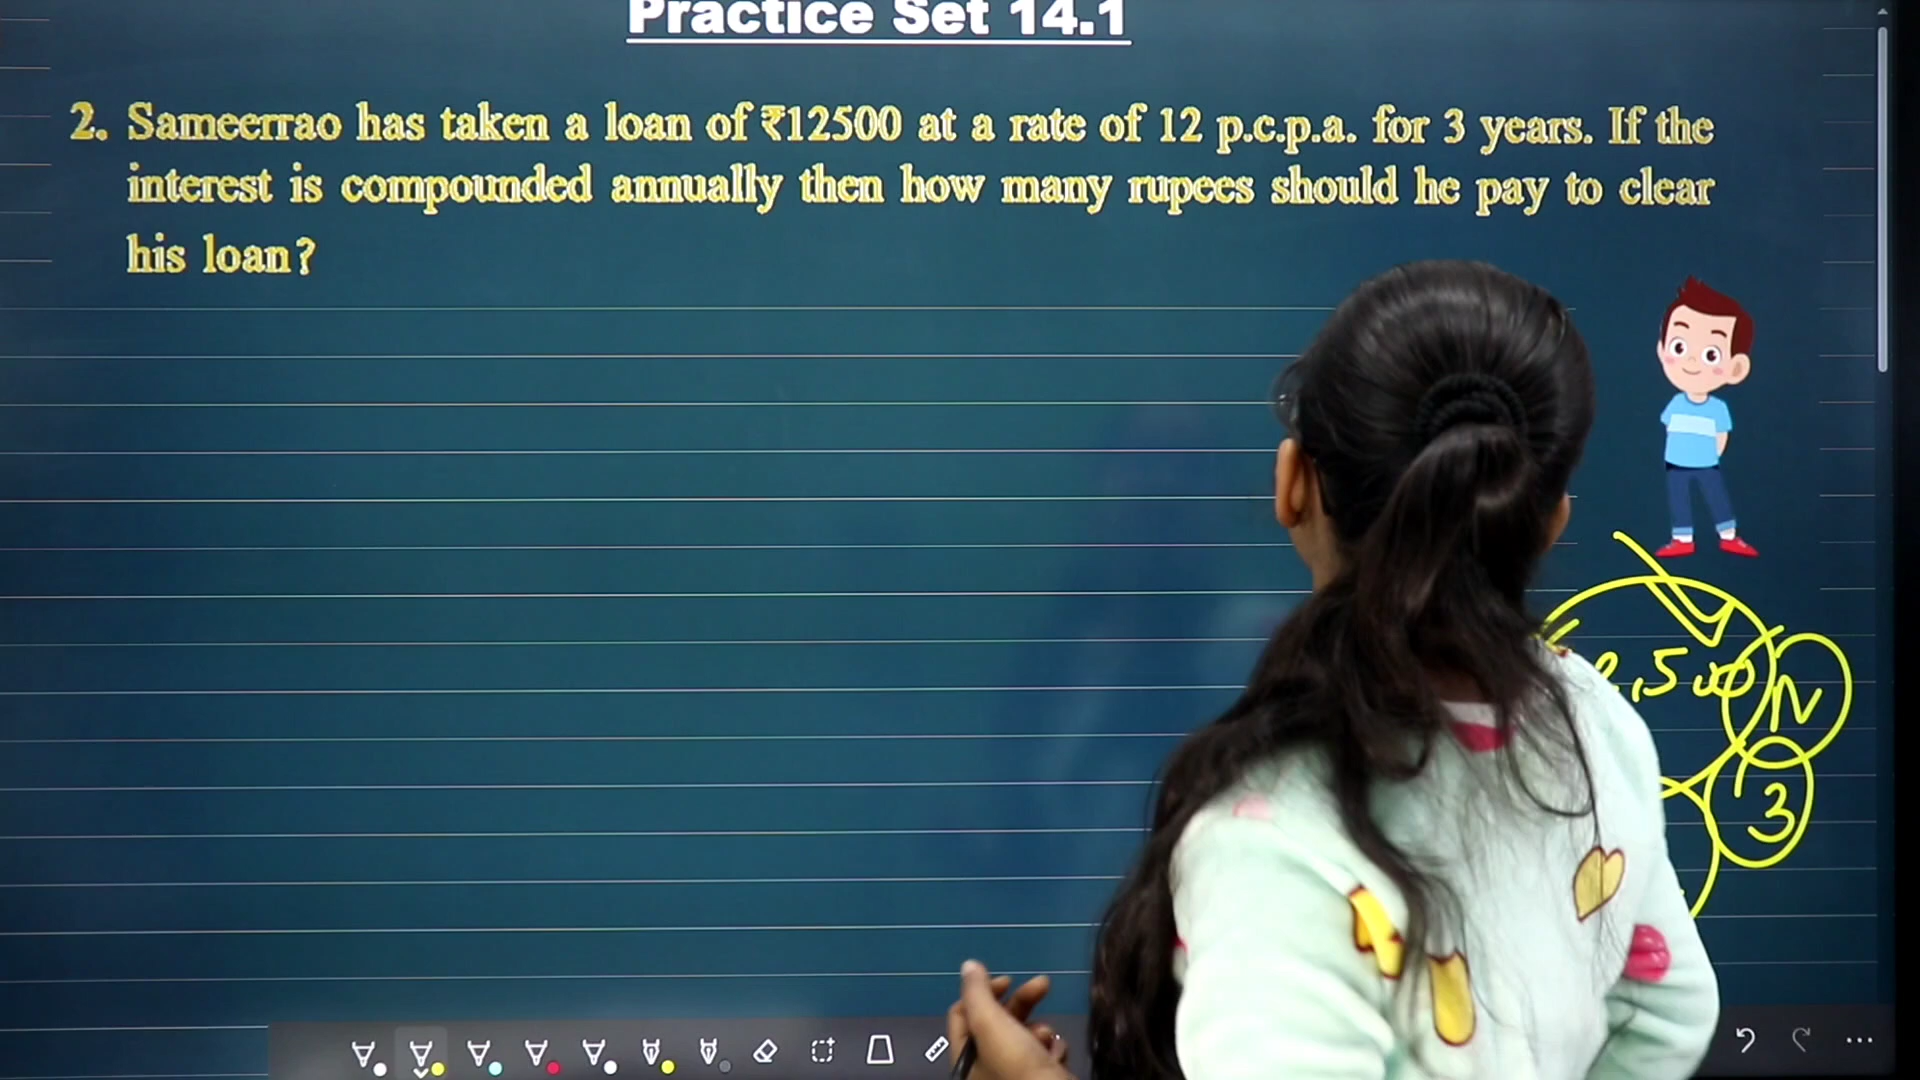 Practice Set 14.1
2. Sameerrao has taken a loan of ₹12500 at a rate of 12 p.c.p.a. for 3 years. If the
interest is compounded annually then how many rupees should he pay to clear
his loan?
,500
N
3